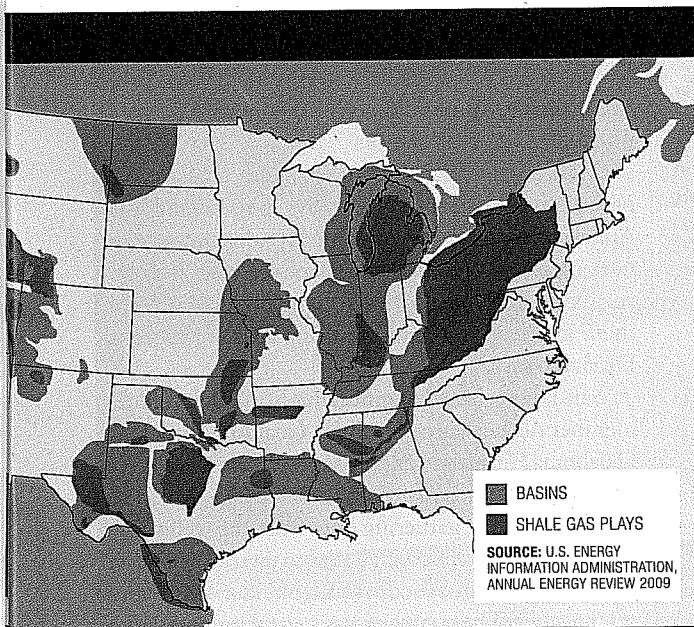 BASINS
SHALE GAS PLAYS
SOURCE: U.S. ENERGY
INFORMATION ADMINISTRATION,
ANNUAL ENERGY REVIEW 2009